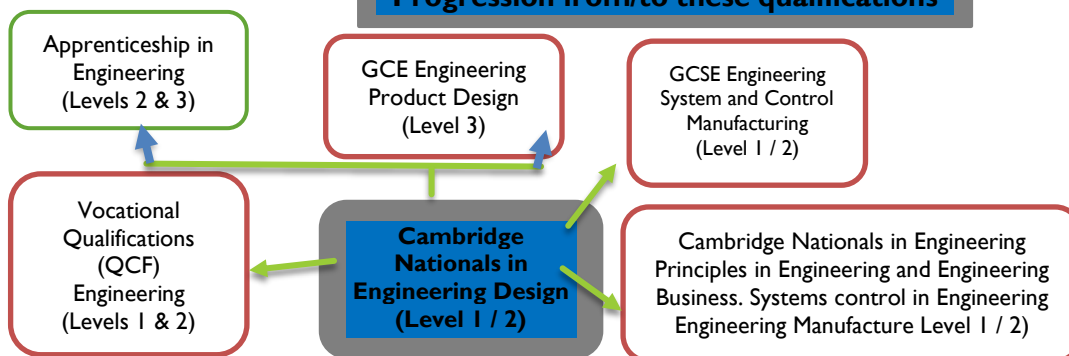 Progression from/to these qualifications
Apprenticeship in
Engineering
(Levels 2 & 3)
GCE Engineering
Product Design
(Level 3)
GCSE Engineering
System and Control
Manufacturing
(Level 1 / 2)
Vocational
Qualifications
(QCF)
Engineering
(Levels 1 & 2)
Cambridge
Nationals in
Engineering Design
(Level 1 / 2)
Cambridge Nationals in Engineering
Principles in Engineering and Engineering
Business. Systems control in Engineering
Engineering Manufacture Level 1 / 2)